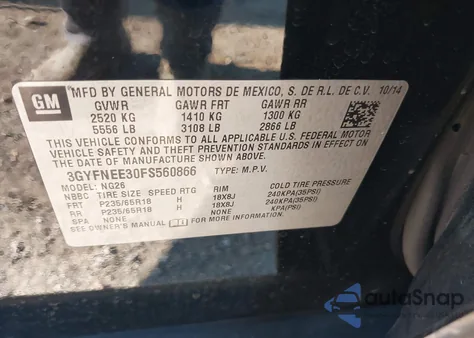 GM
MFD BY GENERAL MOTORS DE MEXICO, S. DE R.L. DE C.V. 10/14
GVWR GAWR FRT GAWR RR
2520 KG 1410 KG 1300 KG
5556 LB 3108 LB 2866 LB
THIS VEHICLE CONFORMS TO ALL APPLICABLE U.S. FEDERAL MOTOR
VEHICLE SAFETY AND THEFT PREVENTION STANDARDS IN EFFECT ON THE
DATE OF MANUFACTURE SHOWN ABOVE.
3GYFNEE30FS560866 TYPE: M.P.V.
MODEL: NG26
NBBC TIRE SIZE SPEED RTG RIM COLD TIRE PRESSURE
FRT P235/65R18 H 18X8J 240KPA(35PSI)
RR P235/65R18 H 18X8J 240KPA(35PSI)
SPA NONE NONE KPA(PSI)
SEE OWNER'S MANUAL FOR ADDITIONAL INFORMATION
autoSnap